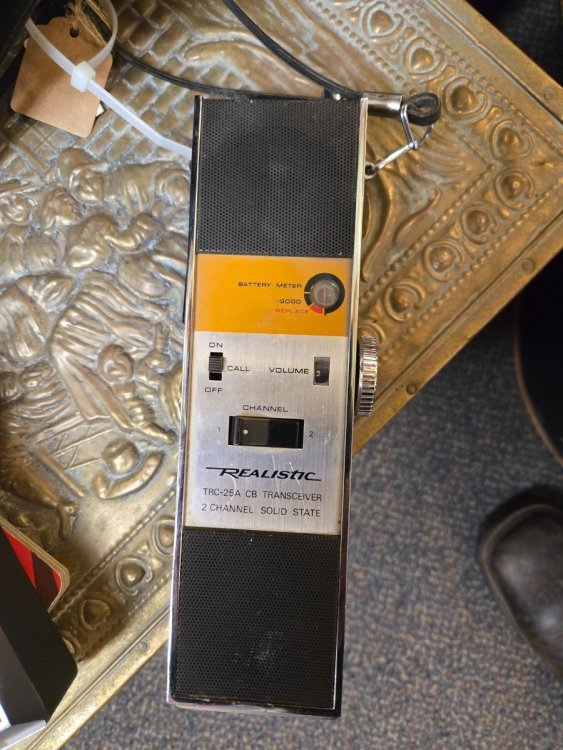 BATTERY · METER
GOOD
REPLACE
ON
CALL
VOLUME 2
OFF
CHANNEL
1 2
REALISTIC
TRC-25A CB TRANSCEIVER
2 CHANNEL SOLID STATE